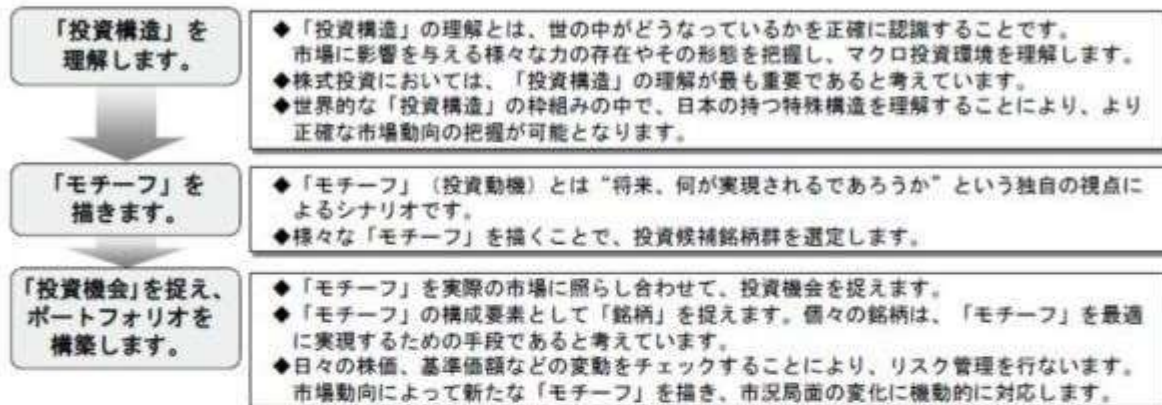 「投資構造」を
理解します。
◆「投資構造」の理解とは、世の中がどうなっているかを正確に認識することです。
市場に影響を与える様々な力の存在やその形態を把握し、マクロ投資環境を理解します。
◆株式投資においては、「投資構造」の理解が最も重要であると考えています。
◆世界的な「投資構造」の枠組みの中で、日本の持つ特殊構造を理解することにより、より
正確な市場動向の把握が可能となります。
「モチーフ」を
描きます。
◆「モチーフ」（投資動機）とは“将来、何が実現されるであろうか”という独自の視点に
よるシナリオです。
◆様々な「モチーフ」を描くことで、投資候補銘柄群を選定します。
「投資機会」を捉え、
ポートフォリオを
構築します。
◆「モチーフ」を実際の市場に照らし合わせて、投資機会を捉えます。
◆「モチーフ」の構成要素として「銘柄」を捉えます。個々の銘柄は、「モチーフ」を最適
に実現するための手段であると考えています。
◆日々の株価、基準価額などの変動をチェックすることにより、リスク管理を行ないます。
市場動向によって新たな「モチーフ」を描き、市況局面の変化に機動的に対応します。